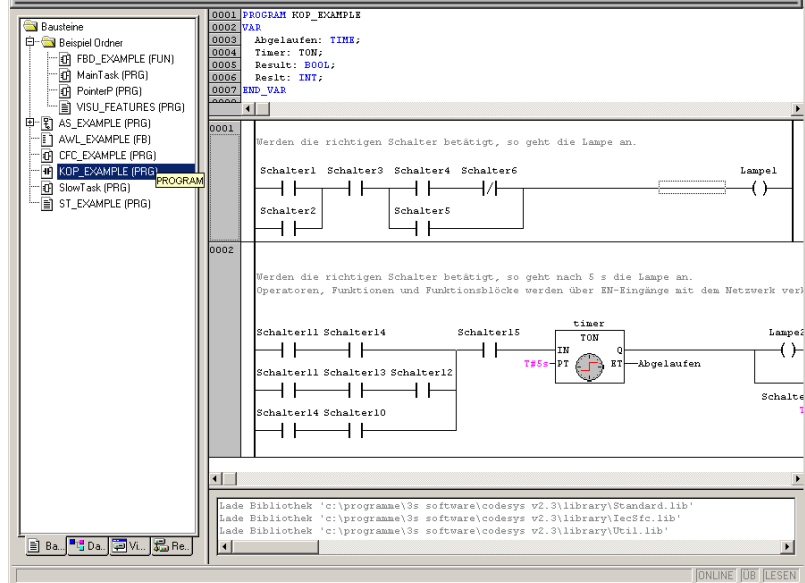 Bausteine
Beispiel Ordner
FBD_EXAMPLE (FUN)
MainTask (PRG)
PointerP (PRG)
VISU_FEATURES (PRG)
AS_EXAMPLE (PRG)
AWL_EXAMPLE (FB)
CFC_EXAMPLE (PRG)
KOP_EXAMPLE (PRG)
PROGRAM
SlowTask (PRG)
ST_EXAMPLE (PRG)
Ba...
Da..
Vi...
Re..
0001 PROGRAM KOP_EXAMPLE
0002 VAR
0003 Abgelaufen: TIME;
0004 Timer: TON;
0005 Result: BOOL;
0006 Reslt: INT;
0007 END_VAR
0001
Werden die richtigen Schalter betätigt, so geht die Lampe an.
Schalter1 Schalter3 Schalter4 Schalter6 Lampe1
Schalter2 Schalter5
0002
Werden die richtigen Schalter betätigt, so geht nach 5 s die Lampe an.
Operatoren, Funktionen und Funktionsblöcke werden über EN-Eingänge mit dem Netzwerk ver
timer
Schalter11 Schalter14 Schalter15 TON Lampe2
IN Q
T#5s PT ET Abgelaufen
Schalter11 Schalter13 Schalter12
Schalte
Schalter14 Schalter10
Lade Bibliothek 'c:\programme\3s software\codesys v2.3\library\Standard.lib'
Lade Bibliothek 'c:\programme\3s software\codesys v2.3\library\IecSfc.lib'
Lade Bibliothek 'c:\programme\3s software\codesys v2.3\library\Util.lib'
ONLINE ÜB LESEN